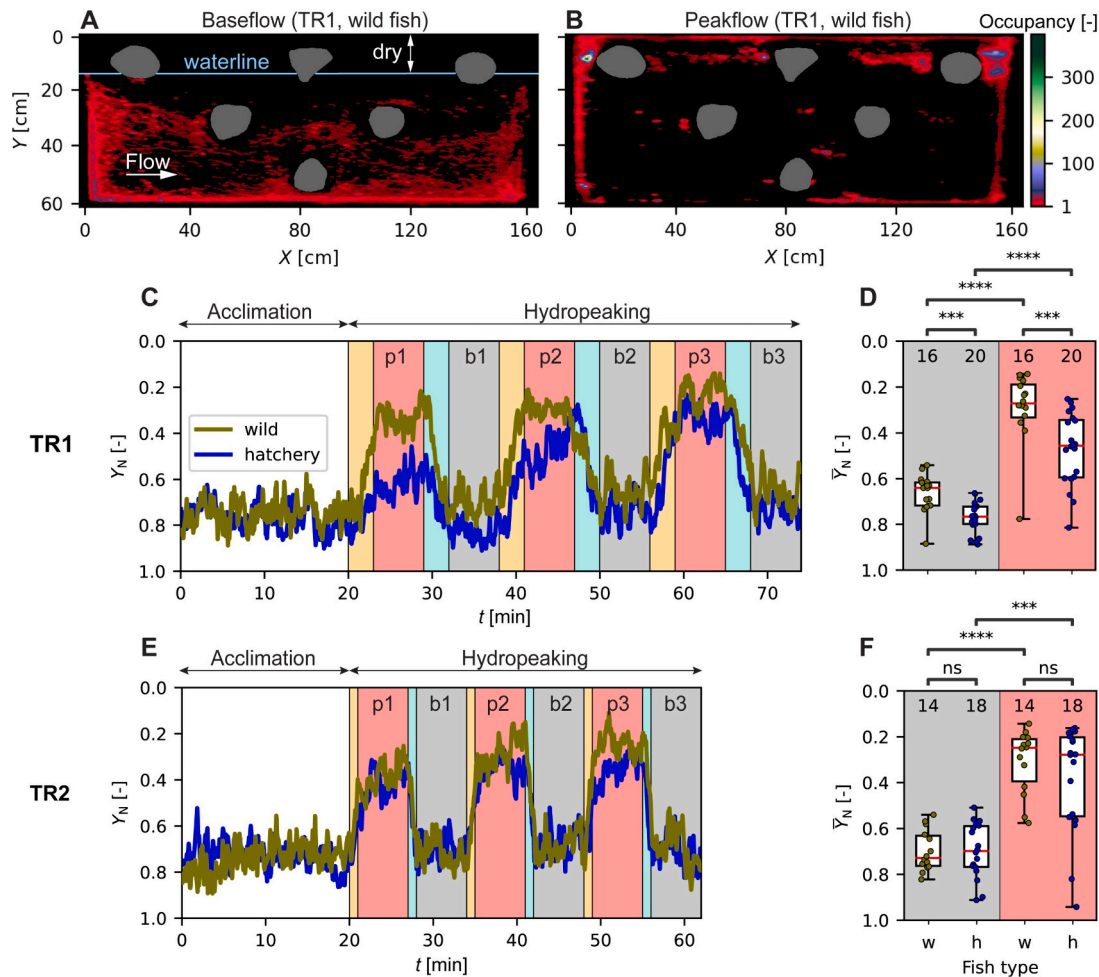 A Baseflow (TR1, wild fish)
B Peakflow (TR1, wild fish)
Occupancy [-]
0
20
40
60
Y [cm]
waterline
dry
Flow
0 40 80 120 160
X [cm]
0 40 80 120 160
X [cm]
300
200
100
1
C
Acclimation Hydropeaking
p1 b1 p2 b2 p3 b3
TR1
0.0
0.2
0.4
0.6
0.8
1.0
Y_N [-]
wild
hatchery
0 10 20 30 40 50 60 70
t [min]
D
****
****
*** ***
16 20 16 20
0.0
0.2
0.4
0.6
0.8
1.0
Y̅_N [-]
E
Acclimation Hydropeaking
p1 b1 p2 b2 p3 b3
TR2
0.0
0.2
0.4
0.6
0.8
1.0
Y_N [-]
0 10 20 30 40 50 60
t [min]
F
***
****
ns ns
14 18 14 18
0.0
0.2
0.4
0.6
0.8
1.0
Y̅_N [-]
w h w h
Fish type